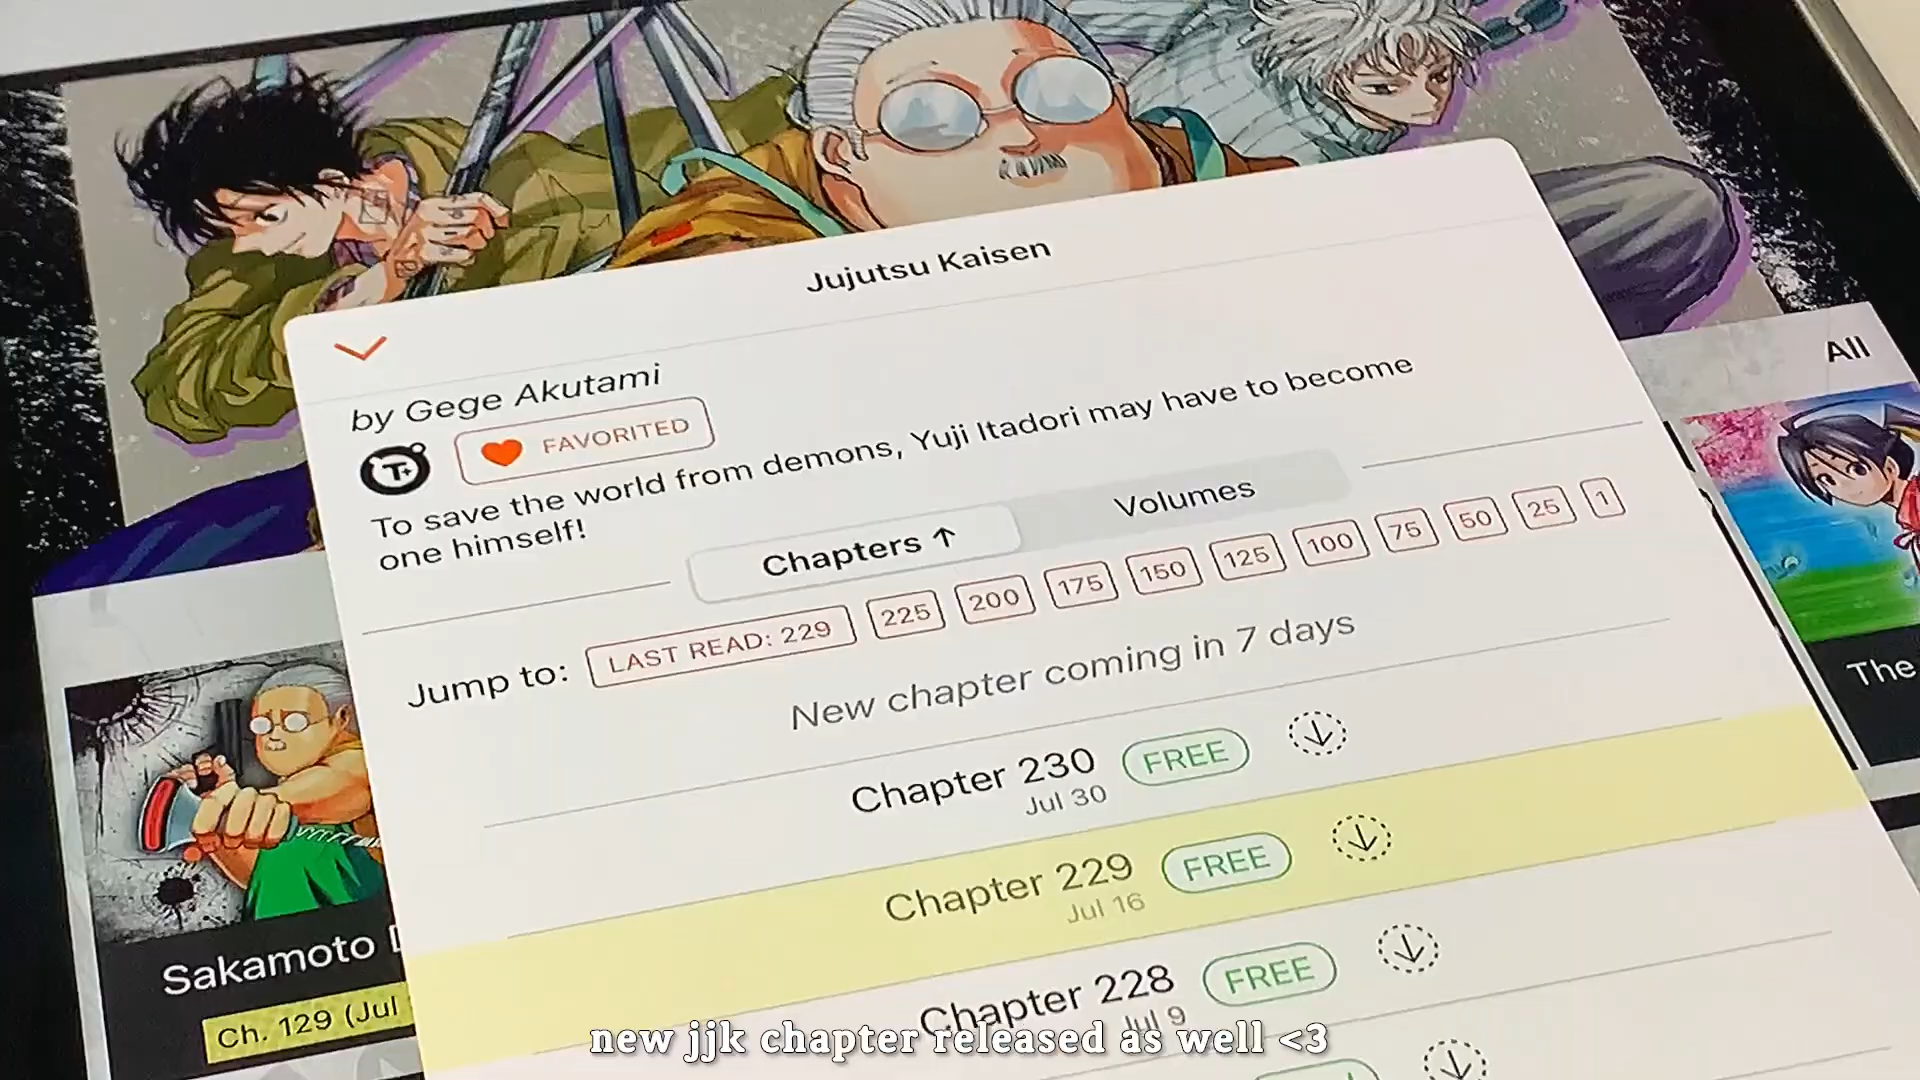 Jujutsu Kaisen
by Gege Akutami
T+
FAVORITED
To save the world from demons, Yuji Itadori may have to become
one himself!
Chapters ↑
Volumes
Jump to:
LAST READ: 229
225
200
175
150
125
100
75
50
25
1
New chapter coming in 7 days
Chapter 230
FREE
Jul 30
Chapter 229
FREE
Jul 16
Chapter 228
FREE
Jul 9
All
The
Sakamoto
Ch. 129 (Jul
new jjk chapter released as well <3